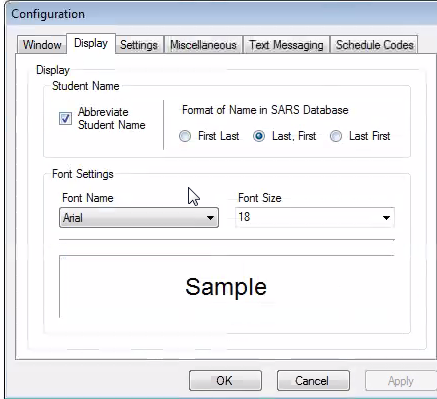 Configuration
Window Display Settings Miscellaneous Text Messaging Schedule Codes
Display
Student Name
Abbreviate
Student Name
Format of Name in SARS Database
First Last Last, First Last First
Font Settings
Font Name Font Size
Arial 18
Sample
OK Cancel Apply